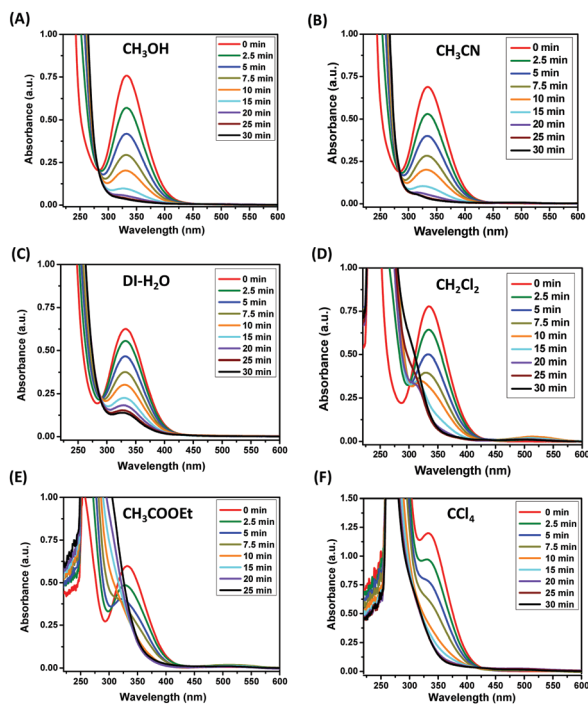 (A)
CH₃OH
0 min
2.5 min
5 min
7.5 min
10 min
15 min
20 min
25 min
30 min
1.00
0.75
0.50
0.25
0.00
Absorbance (a.u.)
250 300 350 400 450 500 550 600
Wavelength (nm)
(B)
CH₃CN
0 min
2.5 min
5 min
7.5 min
10 min
15 min
20 min
25 min
30 min
1.00
0.75
0.50
0.25
0.00
Absorbance (a.u.)
250 300 350 400 450 500 550 600
Wavelength (nm)
(C)
DI-H₂O
0 min
2.5 min
5 min
7.5 min
10 min
15 min
20 min
25 min
30 min
1.00
0.75
0.50
0.25
0.00
Absorbance (a.u.)
250 300 350 400 450 500 550 600
Wavelength (nm)
(D)
CH₂Cl₂
0 min
2.5 min
5 min
7.5 min
10 min
15 min
20 min
25 min
30 min
1.00
0.75
0.50
0.25
0.00
Absorbance (a.u.)
250 300 350 400 450 500 550 600
Wavelength (nm)
(E)
CH₃COOEt
0 min
2.5 min
5 min
7.5 min
10 min
15 min
20 min
25 min
1.00
0.75
0.50
0.25
0.00
Absorbance (a.u.)
250 300 350 400 450 500 550 600
Wavelength (nm)
(F)
CCl₄
0 min
2.5 min
5 min
7.5 min
10 min
15 min
20 min
25 min
30 min
1.50
1.25
1.00
0.75
0.50
0.25
0.00
Absorbance (a.u.)
250 300 350 400 450 500 550 600
Wavelength (nm)